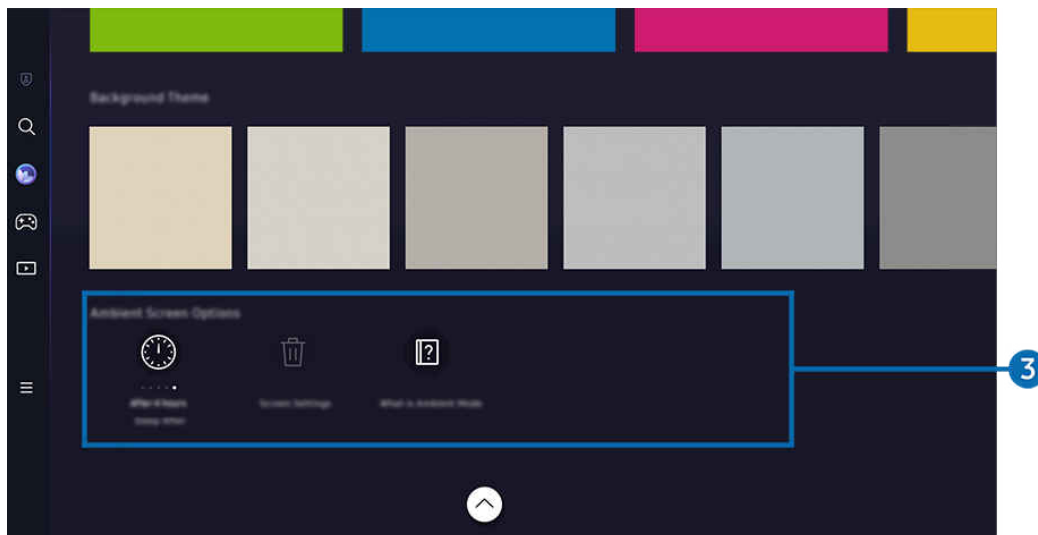 Background Theme
Ambient Screen Options
After 4 hours
Screen Settings
What is Ambient Mode
Sleep After
3